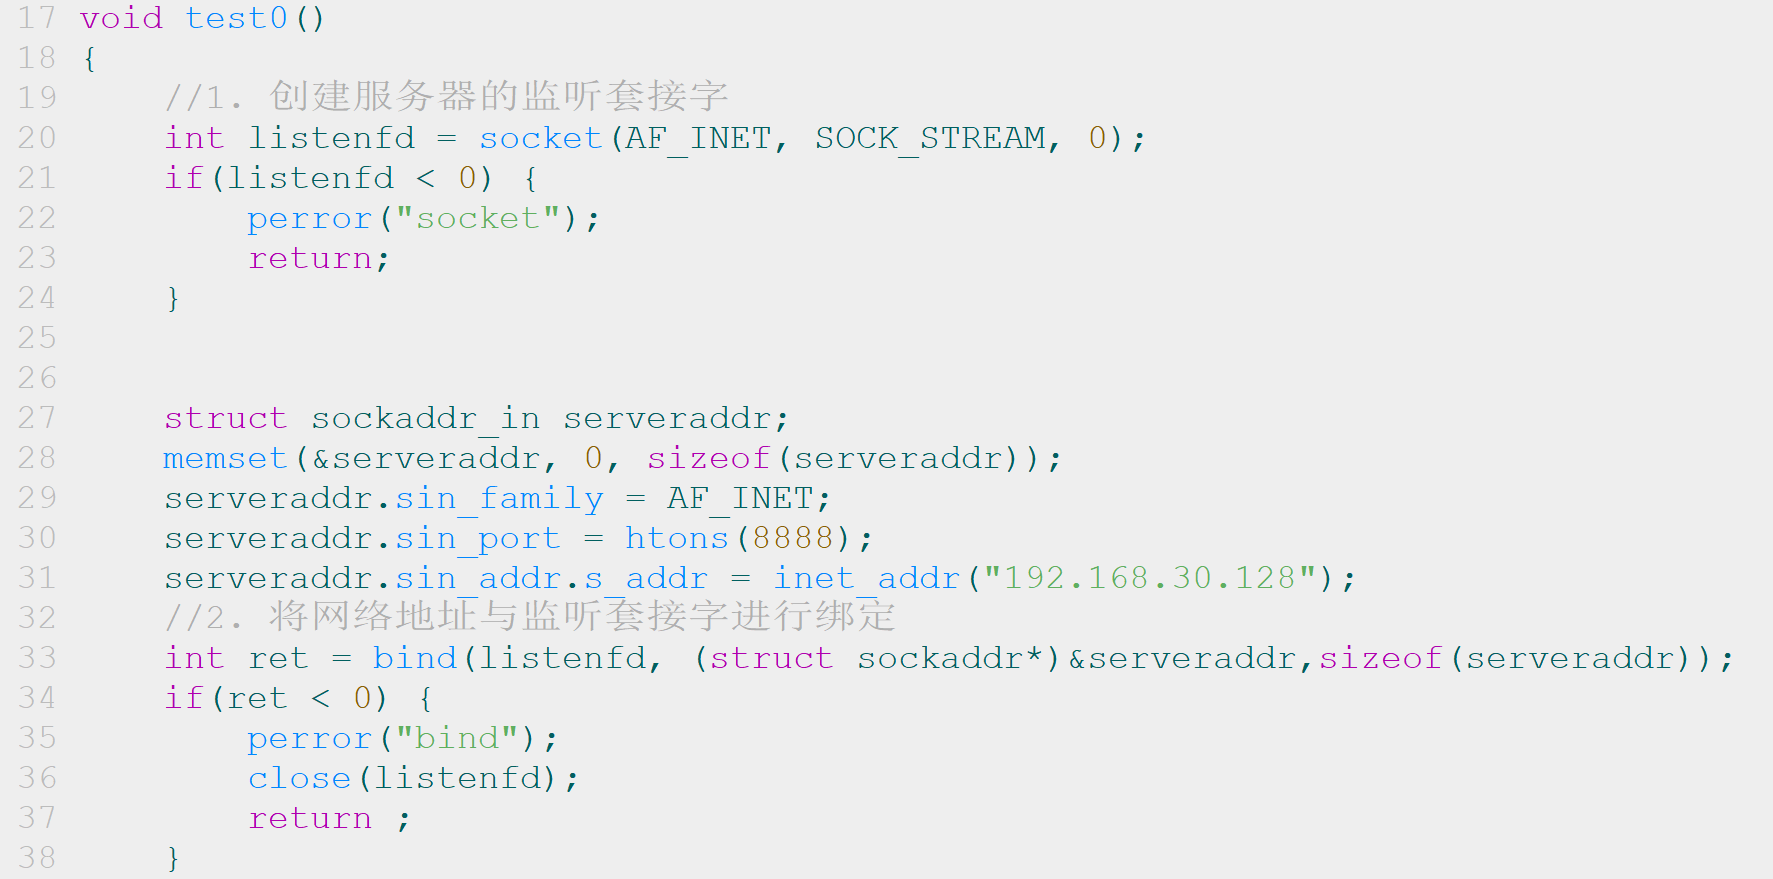 17 void test0()
18 {
19     //1. 创建服务器的监听套接字
20     int listenfd = socket(AF_INET, SOCK_STREAM, 0);
21     if(listenfd < 0) {
22         perror("socket");
23         return;
24     }
25
26
27     struct sockaddr_in serveraddr;
28     memset(&serveraddr, 0, sizeof(serveraddr));
29     serveraddr.sin_family = AF_INET;
30     serveraddr.sin_port = htons(8888);
31     serveraddr.sin_addr.s_addr = inet_addr("192.168.30.128");
32     //2. 将网络地址与监听套接字进行绑定
33     int ret = bind(listenfd, (struct sockaddr*)&serveraddr,sizeof(serveraddr));
34     if(ret < 0) {
35         perror("bind");
36         close(listenfd);
37         return ;
38     }